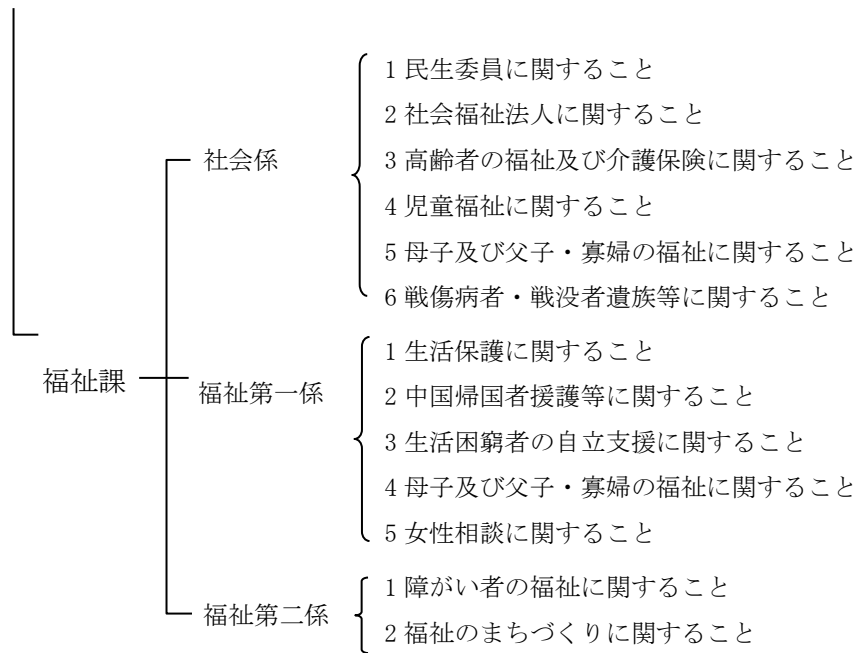 社会係
1 民生委員に関すること
2 社会福祉法人に関すること
3 高齢者の福祉及び介護保険に関すること
4 児童福祉に関すること
5 母子及び父子・寡婦の福祉に関すること
6 戦傷病者・戦没者遺族等に関すること
福祉課
福祉第一係
1 生活保護に関すること
2 中国帰国者援護等に関すること
3 生活困窮者の自立支援に関すること
4 母子及び父子・寡婦の福祉に関すること
5 女性相談に関すること
福祉第二係
1 障がい者の福祉に関すること
2 福祉のまちづくりに関すること